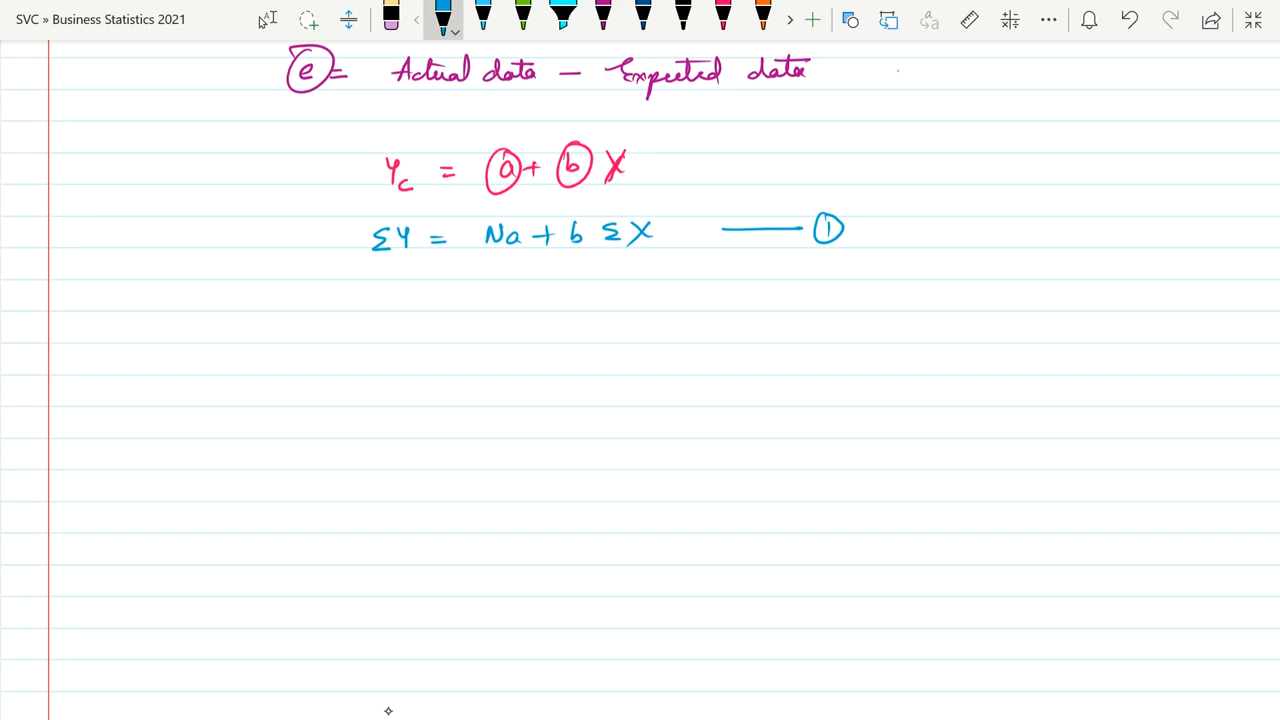 SVC » Business Statistics 2021
e = Actual data - Expected data
Yc = a + b X
ΣY = Na + b ΣX —— 1